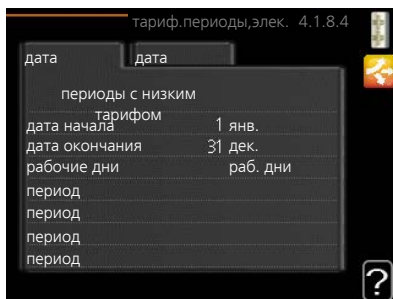 тариф.периоды,элек. 4.1.8.4
дата дата
периоды с низким
тарифом
дата начала 1 янв.
дата окончания 31 дек.
рабочие дни раб. дни
период
период
период
период
?